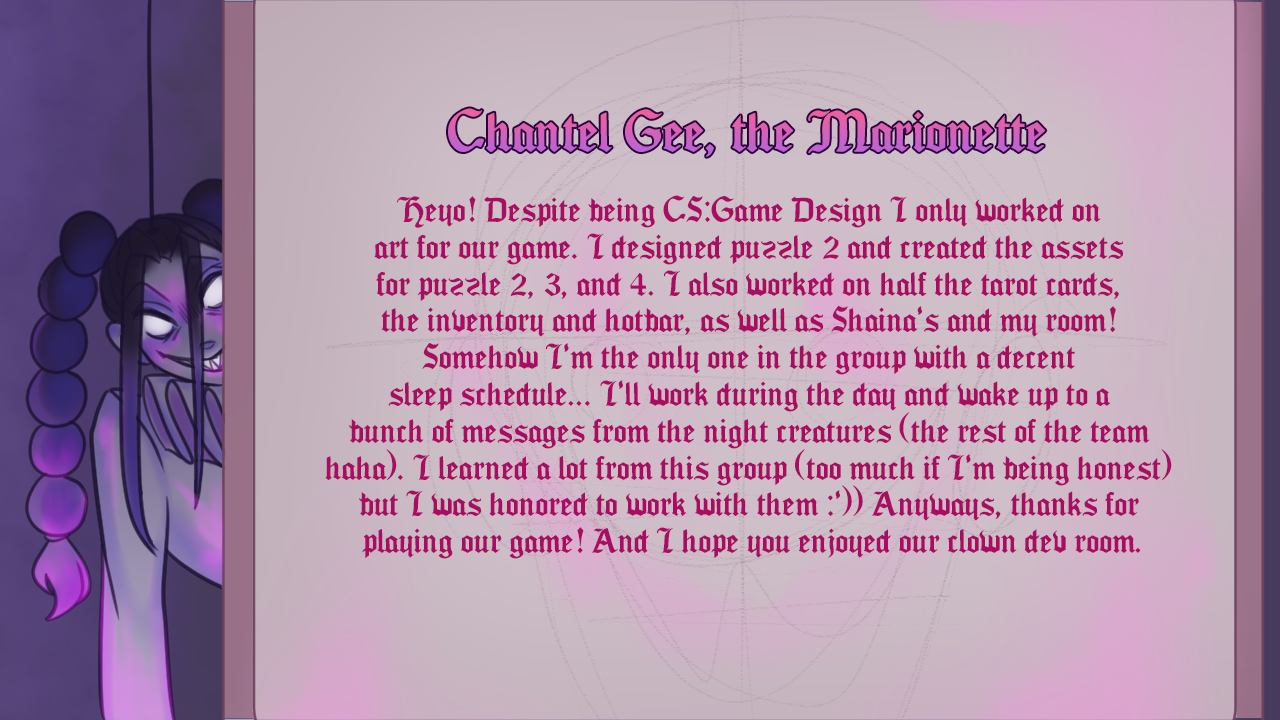 Chantel Gee, the Marionette
Heyo! Despite being CS:Game Design I only worked on
art for our game. I designed puzzle 2 and created the assets
for puzzle 2, 3, and 4. I also worked on half the tarot cards,
the inventory and hotbar, as well as Shaina's and my room!
Somehow I'm the only one in the group with a decent
sleep schedule... I'll work during the day and wake up to a
bunch of messages from the night creatures (the rest of the team
haha). I learned a lot from this group (too much if I'm being honest)
but I was honored to work with them :')) Anyways, thanks for
playing our game! And I hope you enjoyed our clown dev room.